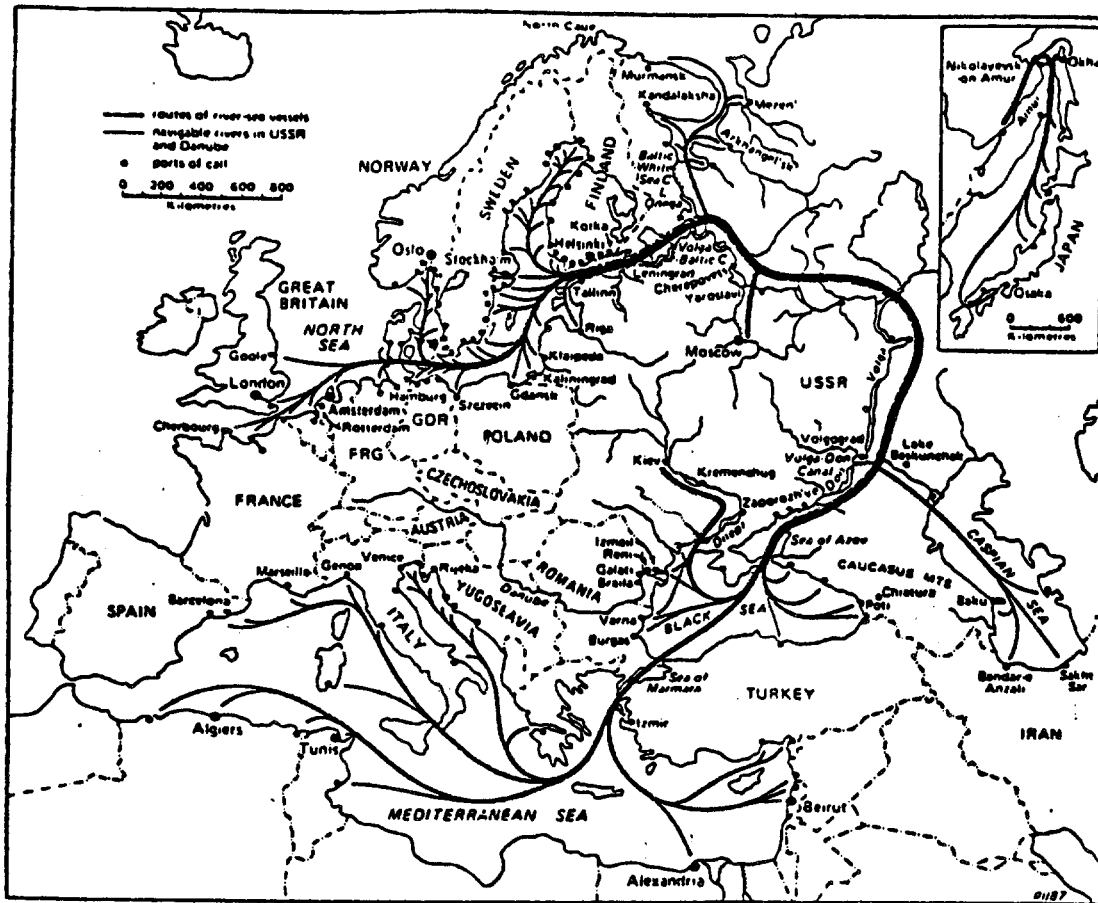 North Cape
Murmansk
Kandalaksha
Mezen'
Arkhangel'sk
routes of river-sea vessels
navigable rivers in USSR
and Danube
ports of call
0 200 400 600 800
Kilometres
NORWAY
SWEDEN
FINLAND
Baltic
White
Sea C
L
Onega
Kotka
Helsinki
Oslo
Stockholm
Leningrad
Volga
Baltic C
Cherepovets
Yaroslavl
Tallinn
Riga
Moscow
GREAT
BRITAIN
NORTH
SEA
Goole
London
Klaipeda
Kaliningrad
Gdansk
Hamburg
Szczecin
Amsterdam
Rotterdam
Cherbourg
GDR
FRG
POLAND
USSR
Volga
Volgograd
Volga-Don
Canal
Lake
Baskunchak
Kiev
Kremenchug
Zaporozh'ye
Don
Dnepr
CZECHOSLOVAKIA
FRANCE
AUSTRIA
Izmail
Reni
Galati
Braila
Sea of Azov
CASPIAN
SEA
ROMANIA
Venice
Rijeka
Genoa
Marseille
Danube
YUGOSLAVIA
CAUCASUS MTS
Chiatura
Poti
Baku
SPAIN
Barcelona
ITALY
Varna
Burgas
BLACK SEA
Sea of
Marmara
TURKEY
Bandar-e
Anzali
Sakht
Sar
IRAN
Izmir
Algiers
Tunis
MEDITERRANEAN SEA
Beirut
Alexandria
Nikolayevsk
on Amur
Okha
Amur
JAPAN
Osaka
0 600
Kilometres